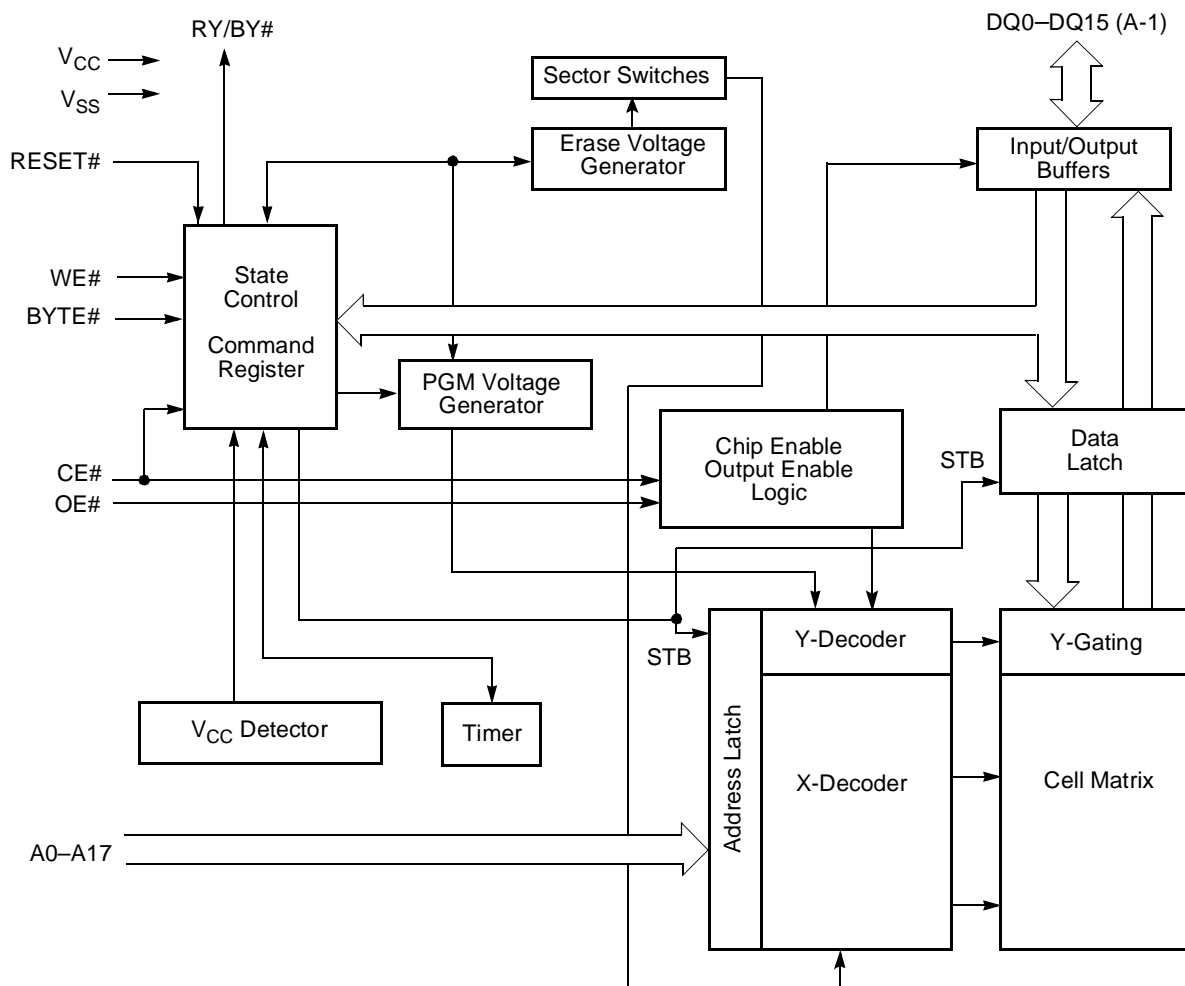 RY/BY#
DQ0–DQ15 (A-1)
VCC
VSS
Sector Switches
RESET#
Erase Voltage
Generator
Input/Output
Buffers
WE#
BYTE#
State
Control
Command
Register
PGM Voltage
Generator
CE#
OE#
Chip Enable
Output Enable
Logic
STB
Data
Latch
STB
Y-Decoder
Y-Gating
VCC Detector
Timer
Address Latch
X-Decoder
Cell Matrix
A0–A17